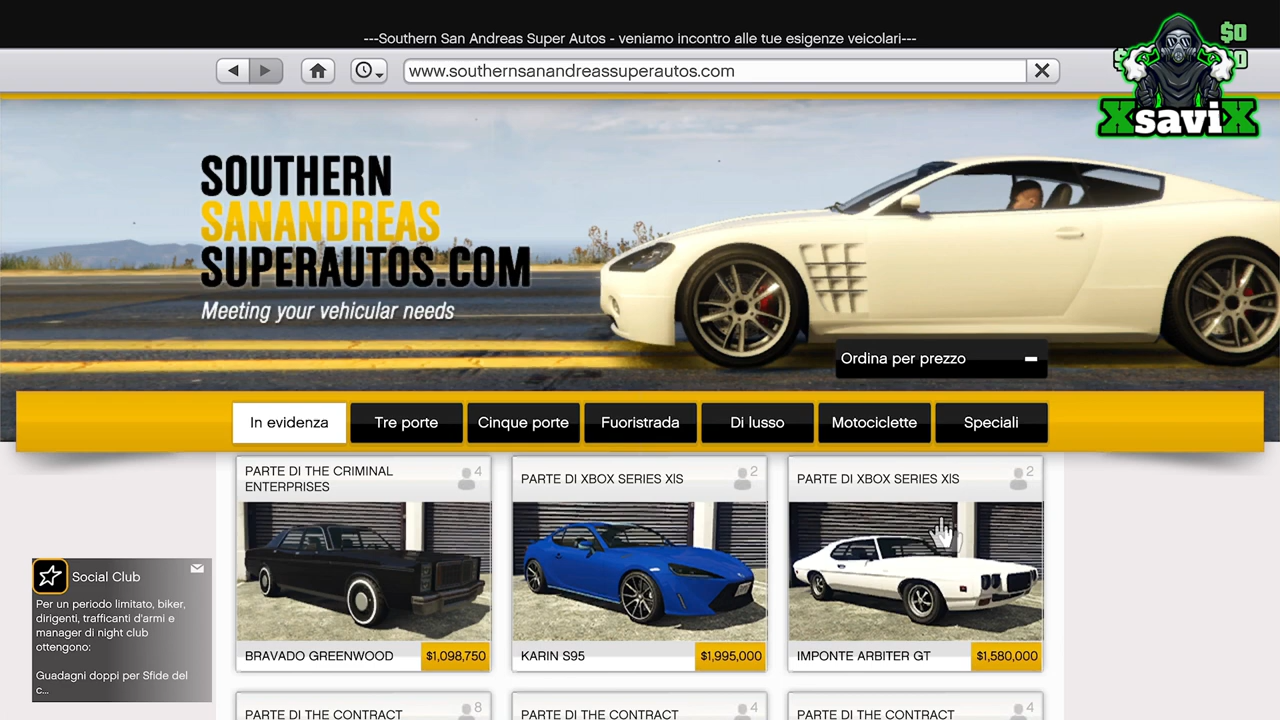 ---Southern San Andreas Super Autos - veniamo incontro alle tue esigenze veicolari---
$0
www.southernsanandreassuperautos.com
XsaviX
SOUTHERN
SANANDREAS
SUPERAUTOS.COM
Meeting your vehicular needs
Ordina per prezzo
In evidenza
Tre porte
Cinque porte
Fuoristrada
Di lusso
Motociclette
Speciali
PARTE DI THE CRIMINAL
ENTERPRISES
4
PARTE DI XBOX SERIES X|S
2
PARTE DI XBOX SERIES X|S
2
BRAVADO GREENWOOD
$1,098,750
KARIN S95
$1,995,000
IMPONTE ARBITER GT
$1,580,000
Social Club
Per un periodo limitato, biker,
dirigenti, trafficanti d'armi e
manager di night club
ottengono:
Guadagni doppi per Sfide del
c...
PARTE DI THE CONTRACT
8
PARTE DI THE CONTRACT
4
PARTE DI THE CONTRACT
4